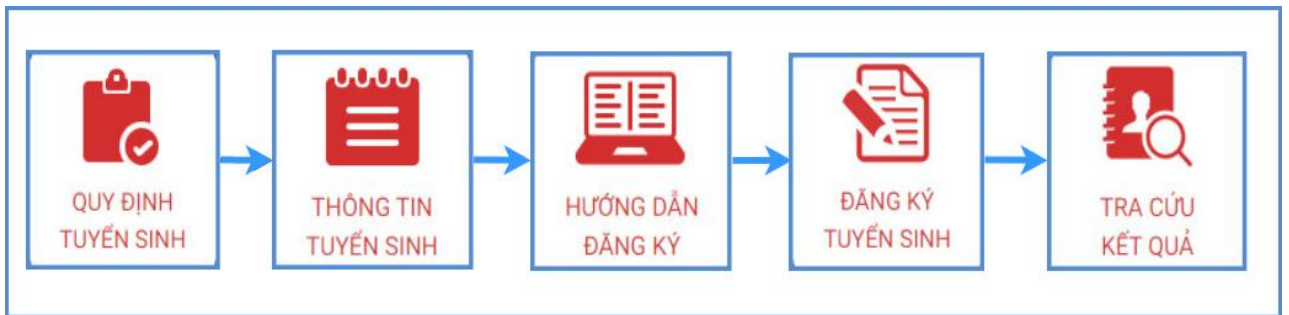 QUY ĐỊNH
TUYỂN SINH
THÔNG TIN
TUYỂN SINH
HƯỚNG DẪN
ĐĂNG KÝ
ĐĂNG KÝ
TUYỂN SINH
TRA CỨU
KẾT QUẢ